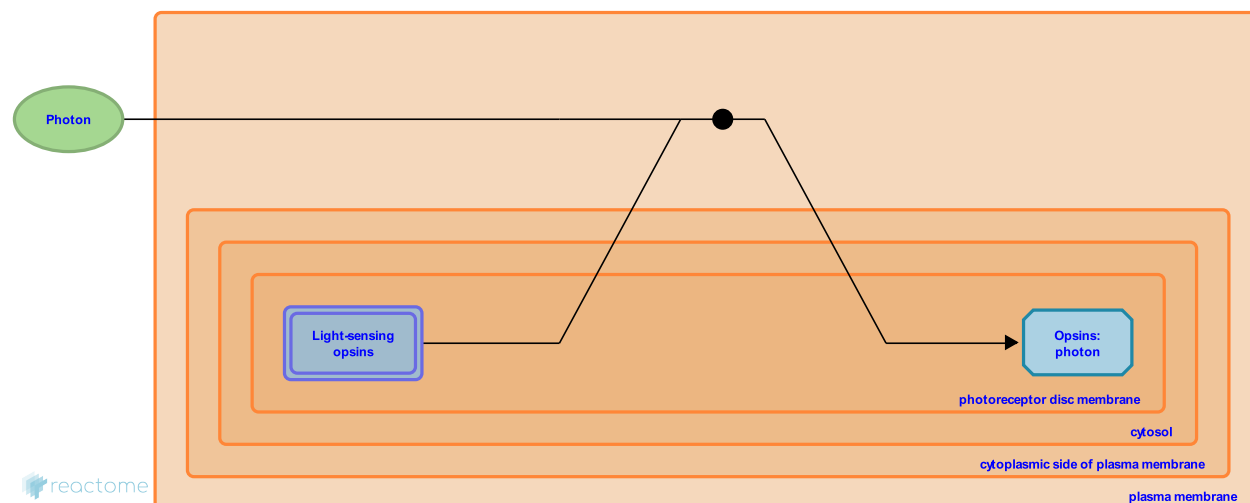 Photon
Light-sensing
opsins
Opsins:
photon
photoreceptor disc membrane
cytosol
cytoplasmic side of plasma membrane
plasma membrane
reactome